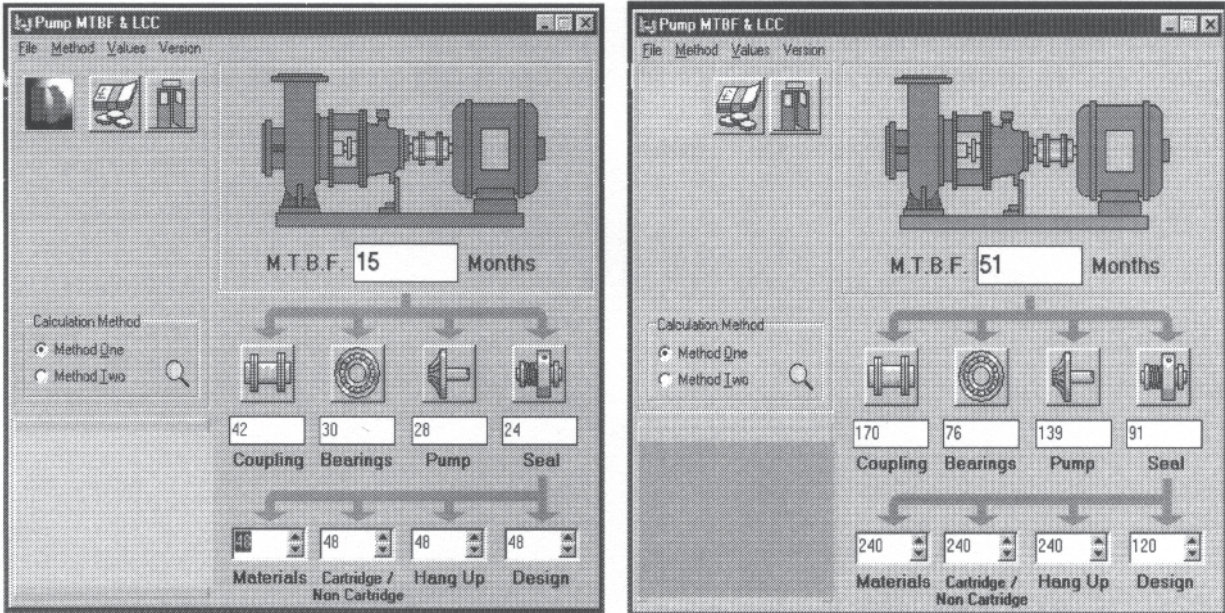 Pump MTBF & LCC
File Method Values Version
M.T.B.F. 15 Months
Calculation Method
Method One
Method Two
42 30 28 24
Coupling Bearings Pump Seal
48 48 48 48
Materials Cartridge / Hang Up Design
Non Cartridge
Pump MTBF & LCC
File Method Values Version
M.T.B.F. 51 Months
Calculation Method
Method One
Method Two
170 76 139 91
Coupling Bearings Pump Seal
240 240 240 120
Materials Cartridge / Hang Up Design
Non Cartridge